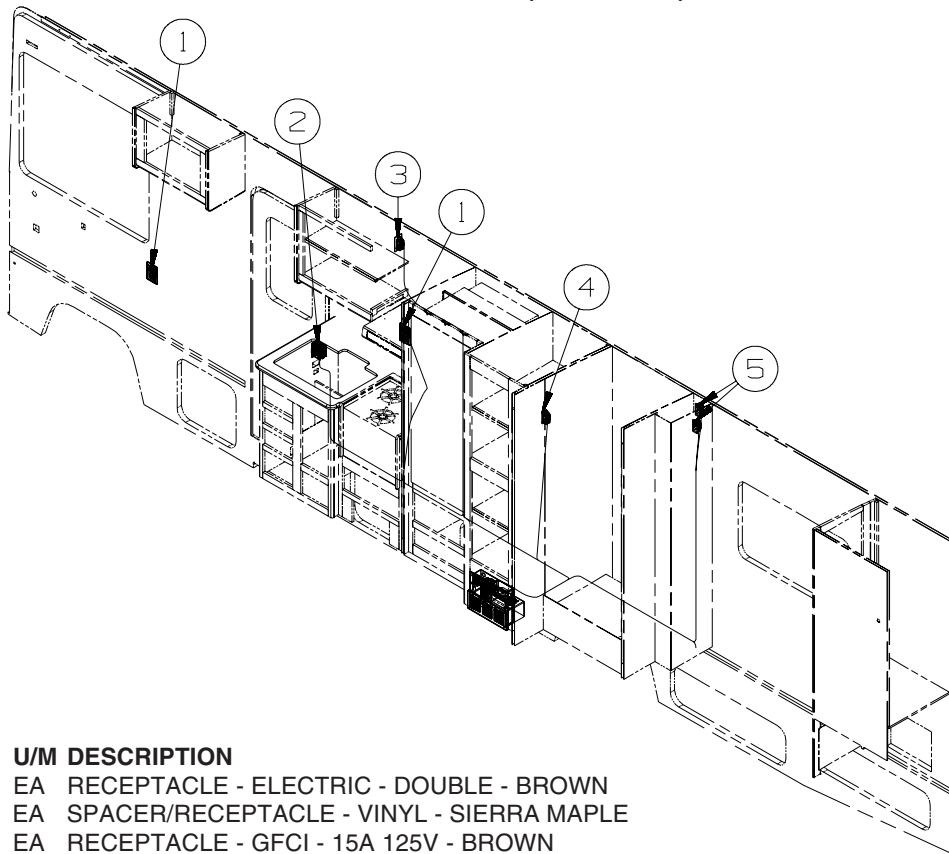 1
2
3
1
4
5
U/M DESCRIPTION
EA RECEPTACLE - ELECTRIC - DOUBLE - BROWN
EA SPACER/RECEPTACLE - VINYL - SIERRA MAPLE
EA RECEPTACLE - GFCI - 15A 125V - BROWN